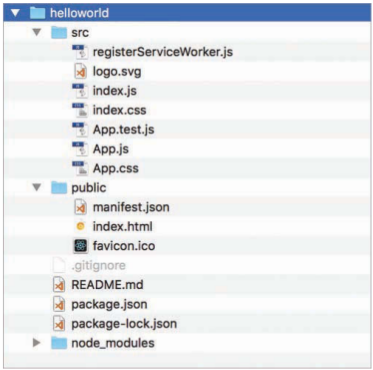 helloworld
src
registerServiceWorker.js
logo.svg
index.js
index.css
App.test.js
App.js
App.css
public
manifest.json
index.html
favicon.ico
.gitignore
README.md
package.json
package-lock.json
node_modules